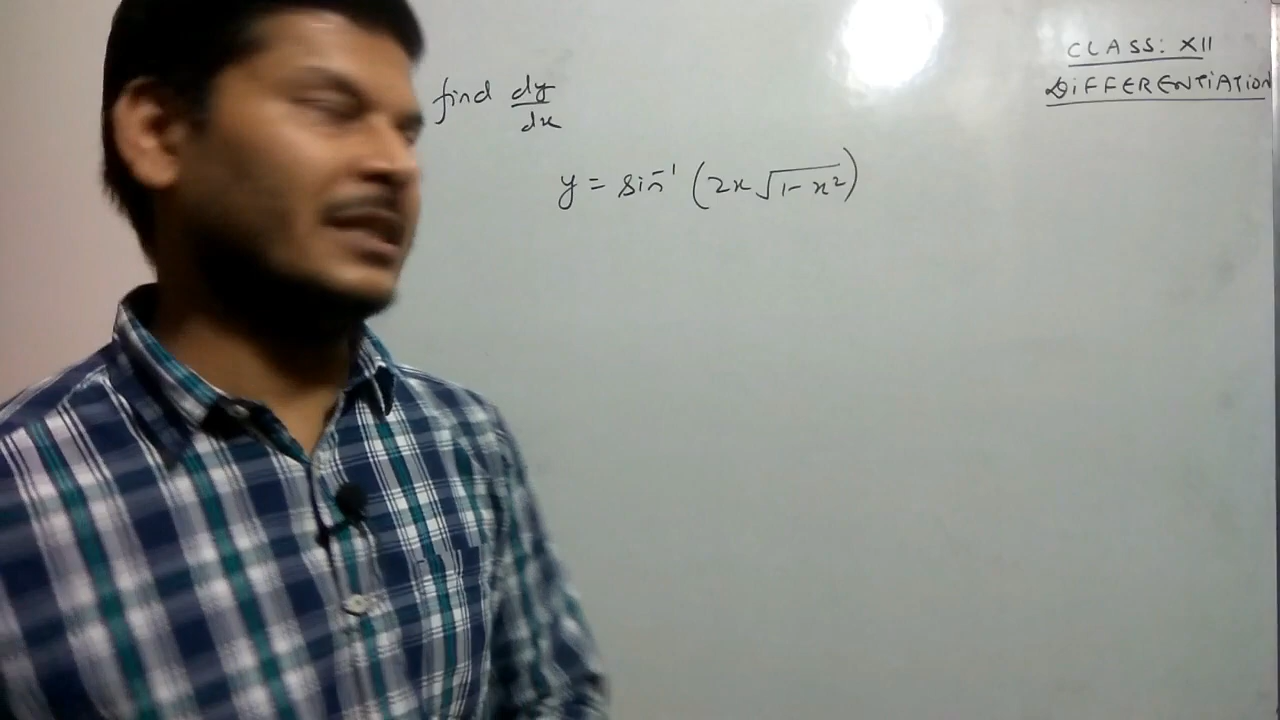 CLASS: XII
DIFFERENTIATION
find dy/dx
y = sin⁻¹ (2x √(1-x²))